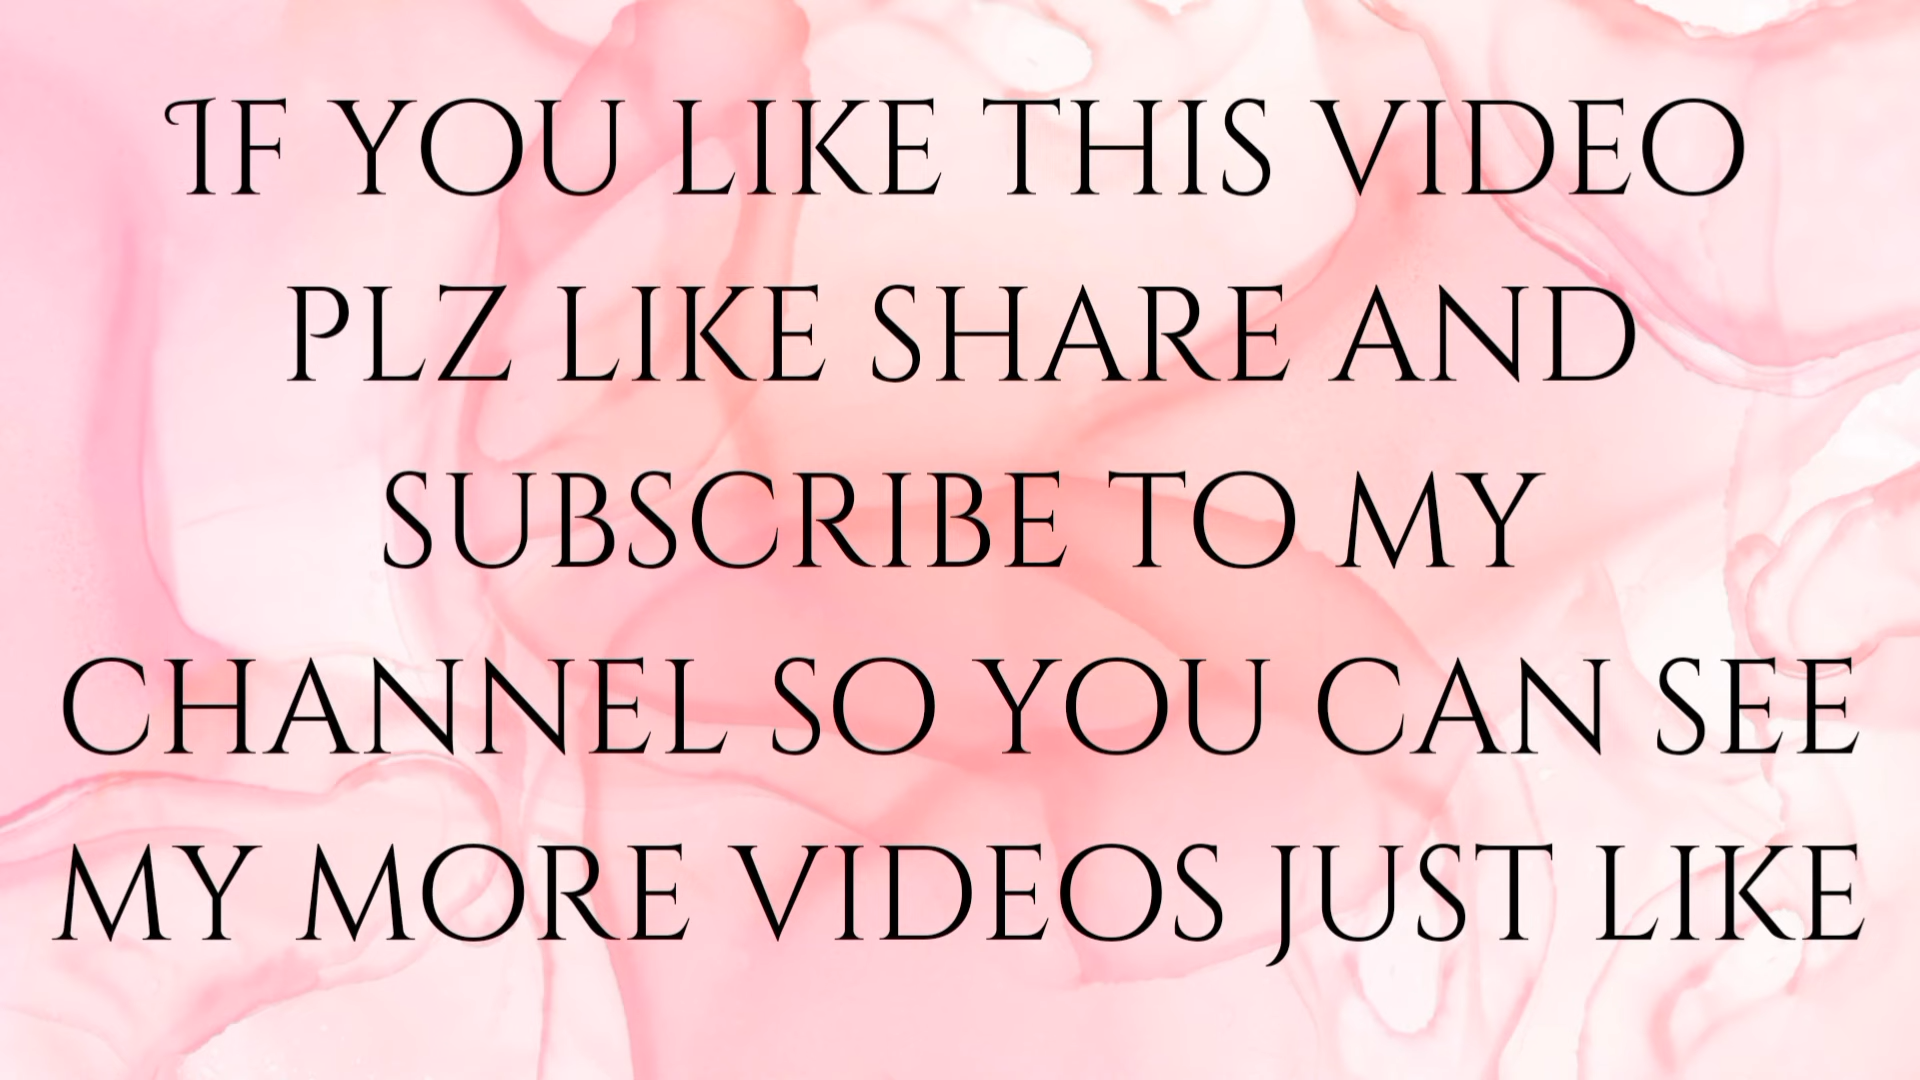 If you like this video
plz like share and
subscribe to my
channel so you can see
my more videos just like